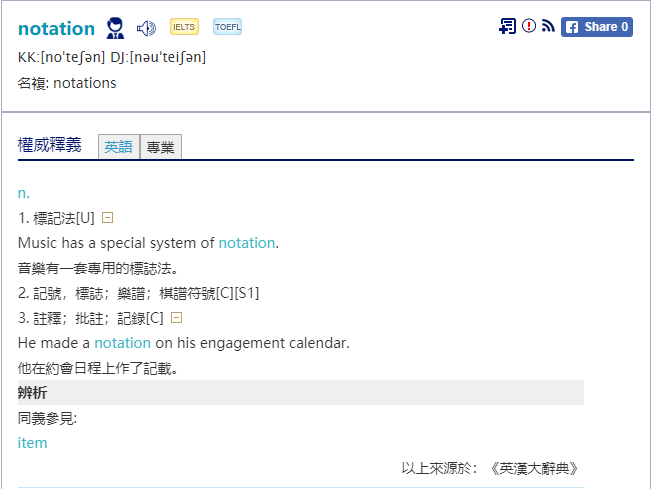 notation IELTS TOEFL Share 0
KK:[no'teʃən] DJ:[nəu'teiʃən]
名複: notations
權威釋義 英語 專業
n.
1. 標記法[U]
Music has a special system of notation.
音樂有一套專用的標誌法。
2. 記號，標誌；樂譜；棋譜符號[C][S1]
3. 註釋；批註；記錄[C]
He made a notation on his engagement calendar.
他在約會日程上作了記載。
辨析
同義參見:
item
以上來源於：《英漢大辭典》